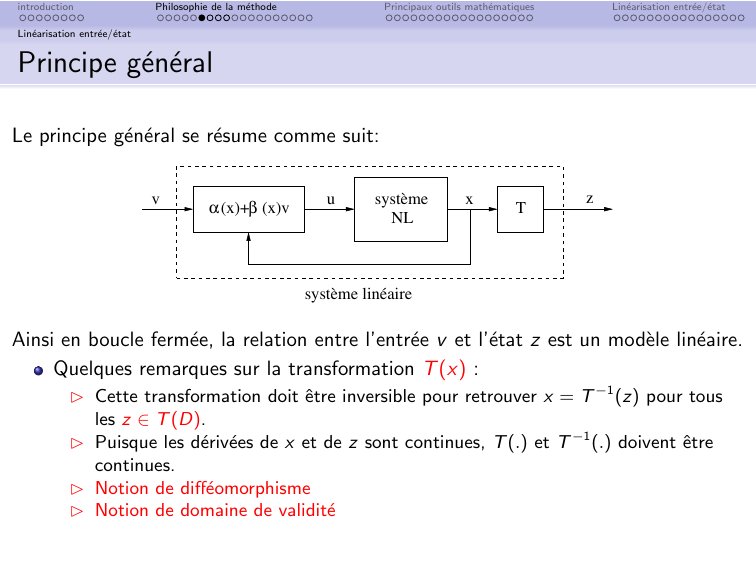 introduction Philosophie de la méthode Principaux outils mathématiques Linéarisation entrée/état
Linéarisation entrée/état
Principe général
Le principe général se résume comme suit:
v α(x)+β (x)v u système NL x T z
système linéaire
Ainsi en boucle fermée, la relation entre l'entrée v et l'état z est un modèle linéaire.
Quelques remarques sur la transformation T(x) :
▷ Cette transformation doit être inversible pour retrouver x = T⁻¹(z) pour tous
les z ∈ T(D).
▷ Puisque les dérivées de x et de z sont continues, T(.) et T⁻¹(.) doivent être
continues.
▷ Notion de difféomorphisme
▷ Notion de domaine de validité